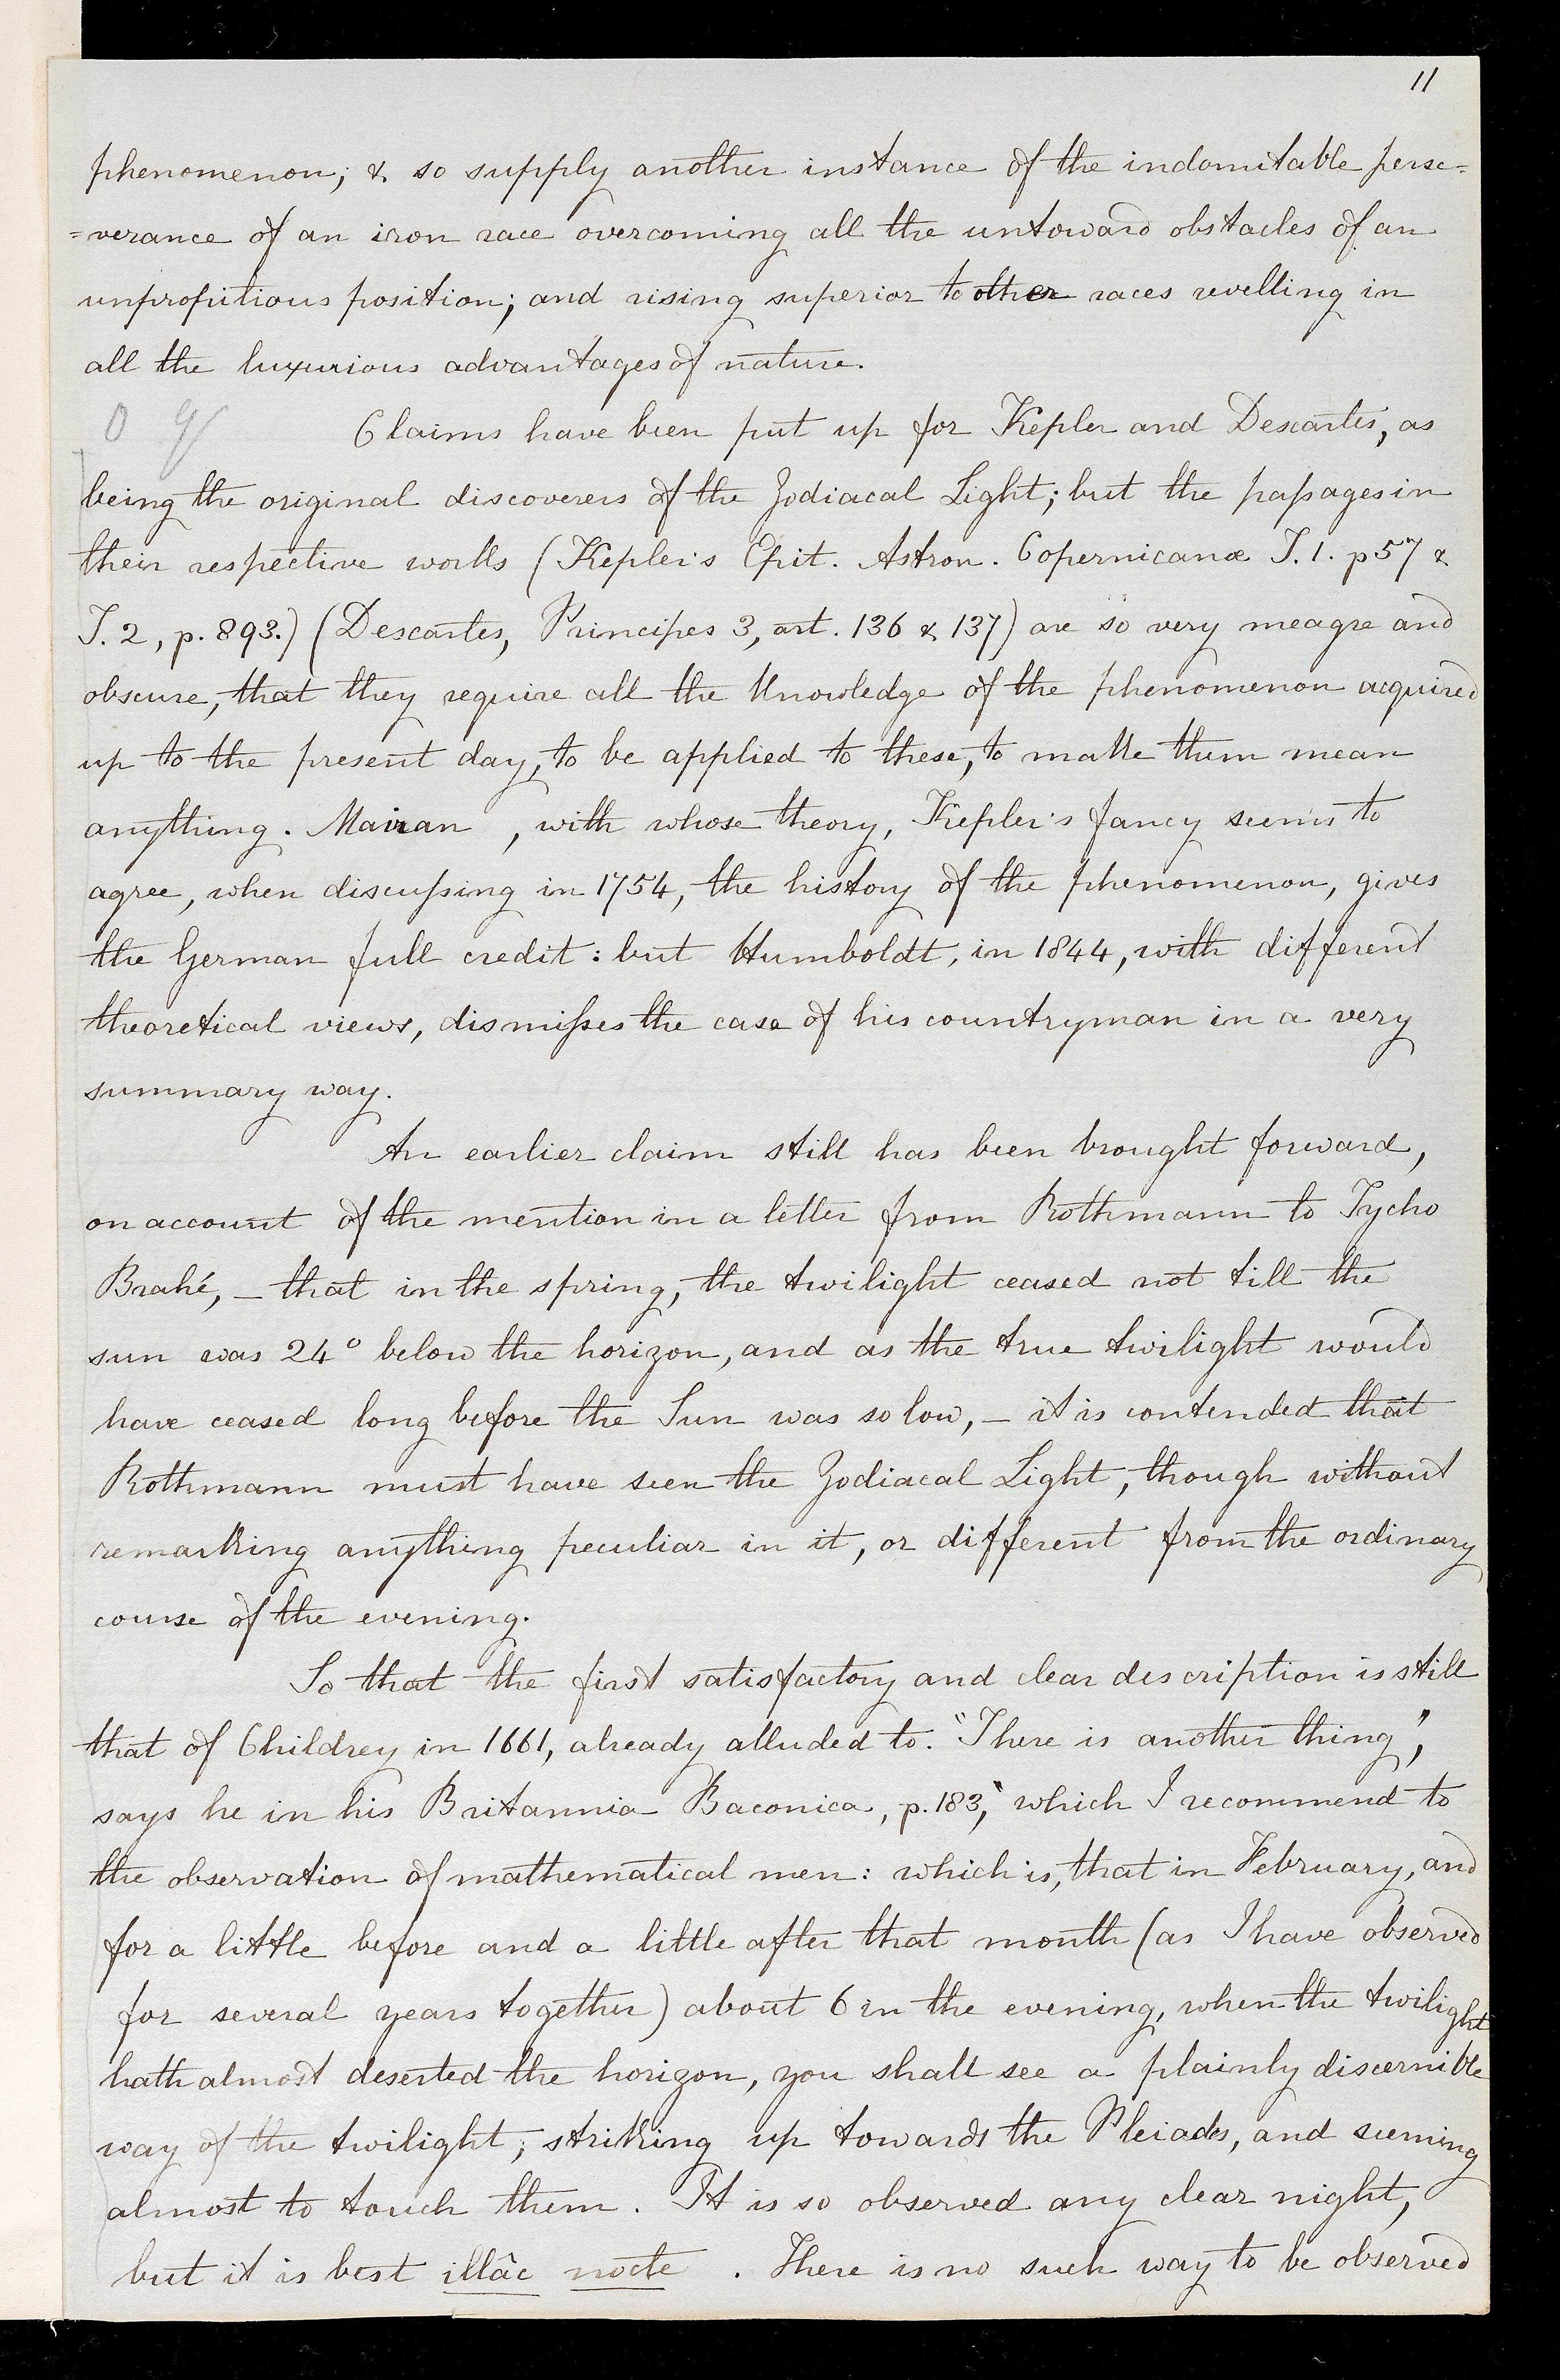 11
phenomenon; & so supply another instance of the indomitable perse=
=verance of an iron race overcoming all the untoward obstacles of an
unpropitious position; and rising superior to other races revelling in
all the luxurious advantages of nature.
Claims have been put up for Kepler and Descartes, as
being the original discoverers of the Zodiacal Light; but the paſsages in
their respective works (Kepler's Epit. Astron. Copernicanæ T. 1. p 57 &
T. 2, p. 893.) (Descartes, Principes 3, art. 136 & 137) are so very meagre and
obscure, that they require all the knowledge of the phenomenon acquired
up to the present day, to be applied to these, to make them mean
anything. Mairan , with whose theory, Kepler's fancy seems to
agree, when discuſsing in 1754, the history of the phenomenon, gives
the German full credit: but Humboldt, in 1844, with different
theoretical views, dismiſses the case of his countryman in a very
summary way.
An earlier claim still has been brought forward,
on account of the mention in a letter from Rothmann to Tycho
Brahé, – that in the spring, the twilight ceased not till the
sun was 24° below the horizon, and as the true twilight would
have ceased long before the Sun was so low, – it is contended that
Rothmann must have seen the Zodiacal Light, though without
remarking anything peculiar in it, or different from the ordinary
course of the evening.
So that the first satisfactory and clear description is still
that of Childrey in 1661, already alluded to. "There is another thing",
says he in his Britannia Baconica, p. 183, "which I recommend to
the observation of mathematical men: which is, that in February, and
for a little before and a little after that month (as I have observed
for several years together) about 6 in the evening, when the twilight
hath almost deserted the horizon, you shall see a plainly discernible
way of the twilight, striking up towards the Pleiades, and seeming
almost to touch them. It is so observed any clear night,
but it is best illâc nocte . There is no such way to be observed